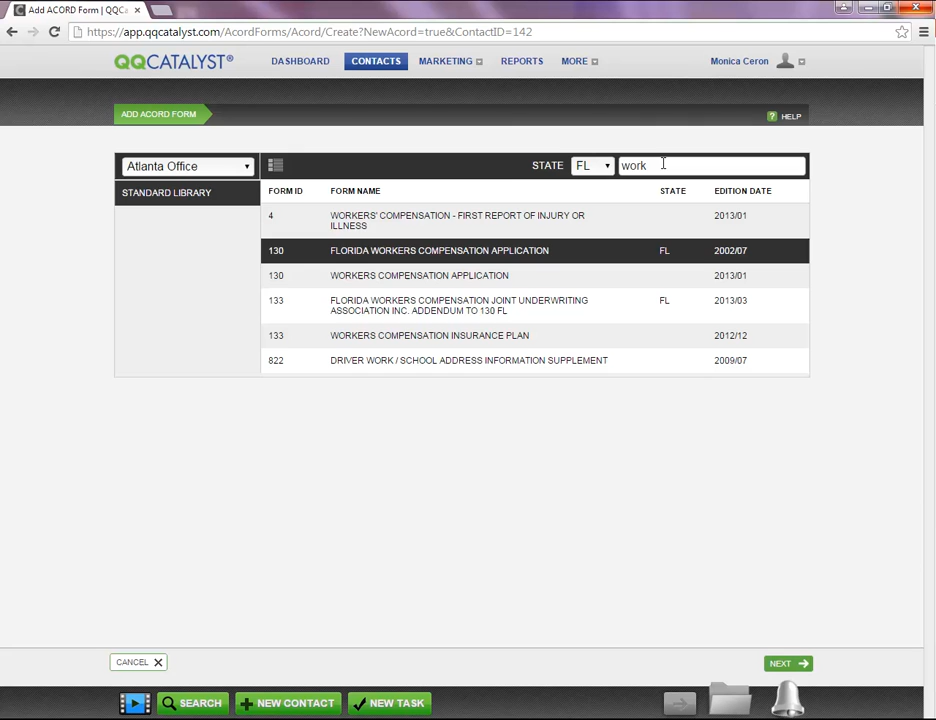 Add ACORD Form | QQCa
https://app.qqcatalyst.com/AcordForms/Acord/Create?NewAcord=true&ContactID=142
QQCATALYST® DASHBOARD CONTACTS MARKETING REPORTS MORE Monica Ceron
ADD ACORD FORM ? HELP
Atlanta Office STATE FL work
STANDARD LIBRARY FORM ID FORM NAME STATE EDITION DATE
4 WORKERS' COMPENSATION - FIRST REPORT OF INJURY OR 2013/01
ILLNESS
130 FLORIDA WORKERS COMPENSATION APPLICATION FL 2002/07
130 WORKERS COMPENSATION APPLICATION 2013/01
133 FLORIDA WORKERS COMPENSATION JOINT UNDERWRITING FL 2013/03
ASSOCIATION INC. ADDENDUM TO 130 FL
133 WORKERS COMPENSATION INSURANCE PLAN 2012/12
822 DRIVER WORK / SCHOOL ADDRESS INFORMATION SUPPLEMENT 2009/07
CANCEL NEXT
SEARCH NEW CONTACT NEW TASK